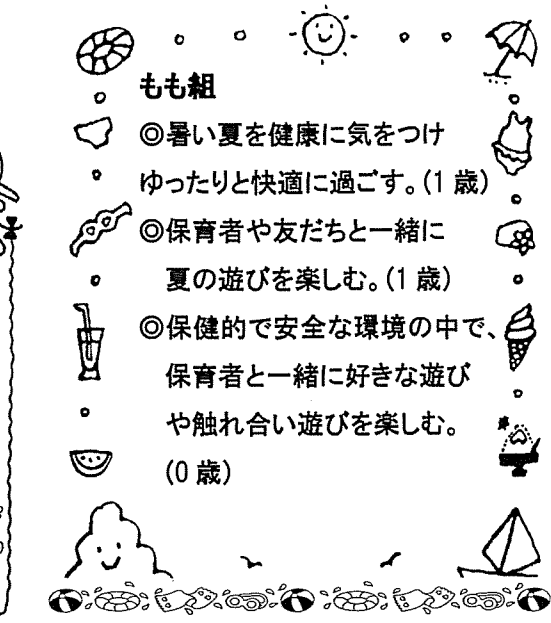 もも組
◎暑い夏を健康に気をつけ
ゆったりと快適に過ごす。(1歳)
◎保育者や友だちと一緒に
夏の遊びを楽しむ。(1歳)
◎保健的で安全な環境の中で、
保育者と一緒に好きな遊び
や触れ合い遊びを楽しむ。
(0歳)